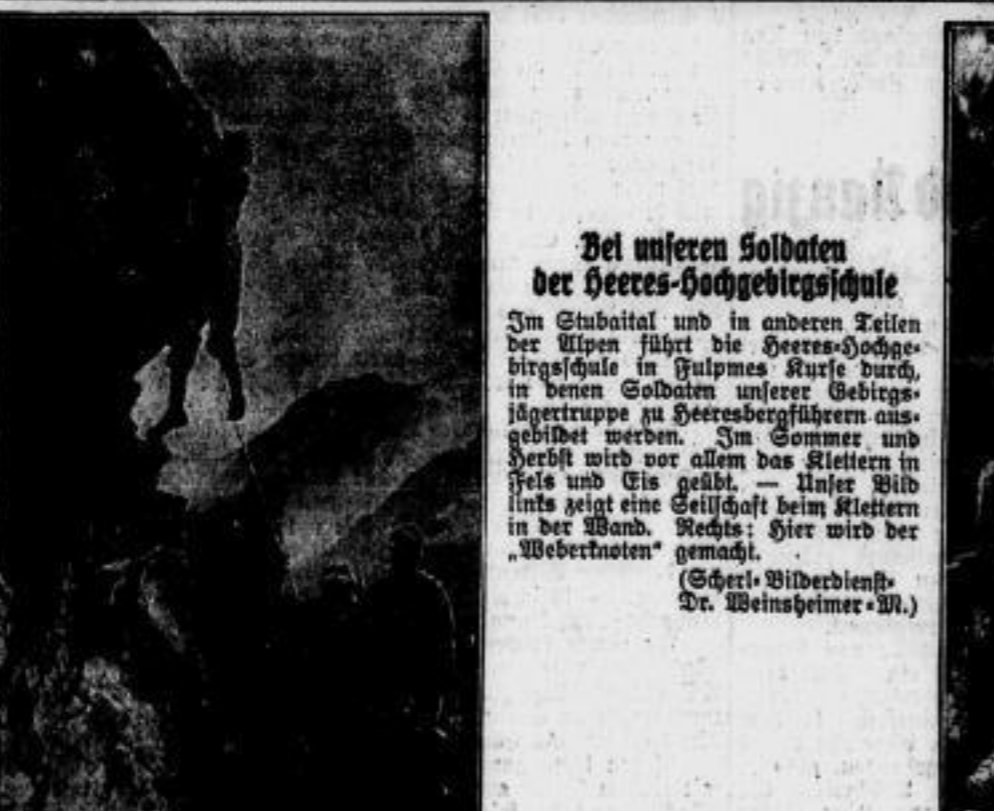 Bei unseren Soldaten
der Heeres-Hochgebirgsschule
Im Stubaital und in anderen Teilen
der Alpen führt die Heeres-Hochge-
birgsschule in Fulpmes Kurse durch,
in denen Soldaten unserer Gebirgs-
jägertruppe zu Heeresbergführern aus-
gebildet werden. Im Sommer und
Herbst wird vor allem das Klettern in
Fels und Eis geübt. — Unser Bild
links zeigt eine Seilschaft beim Klettern
in der Wand. Rechts: Hier wird der
„Weberknoten“ gemacht.
(Scherl-Bilderdienst-
Dr. Weinsheimer-M.)